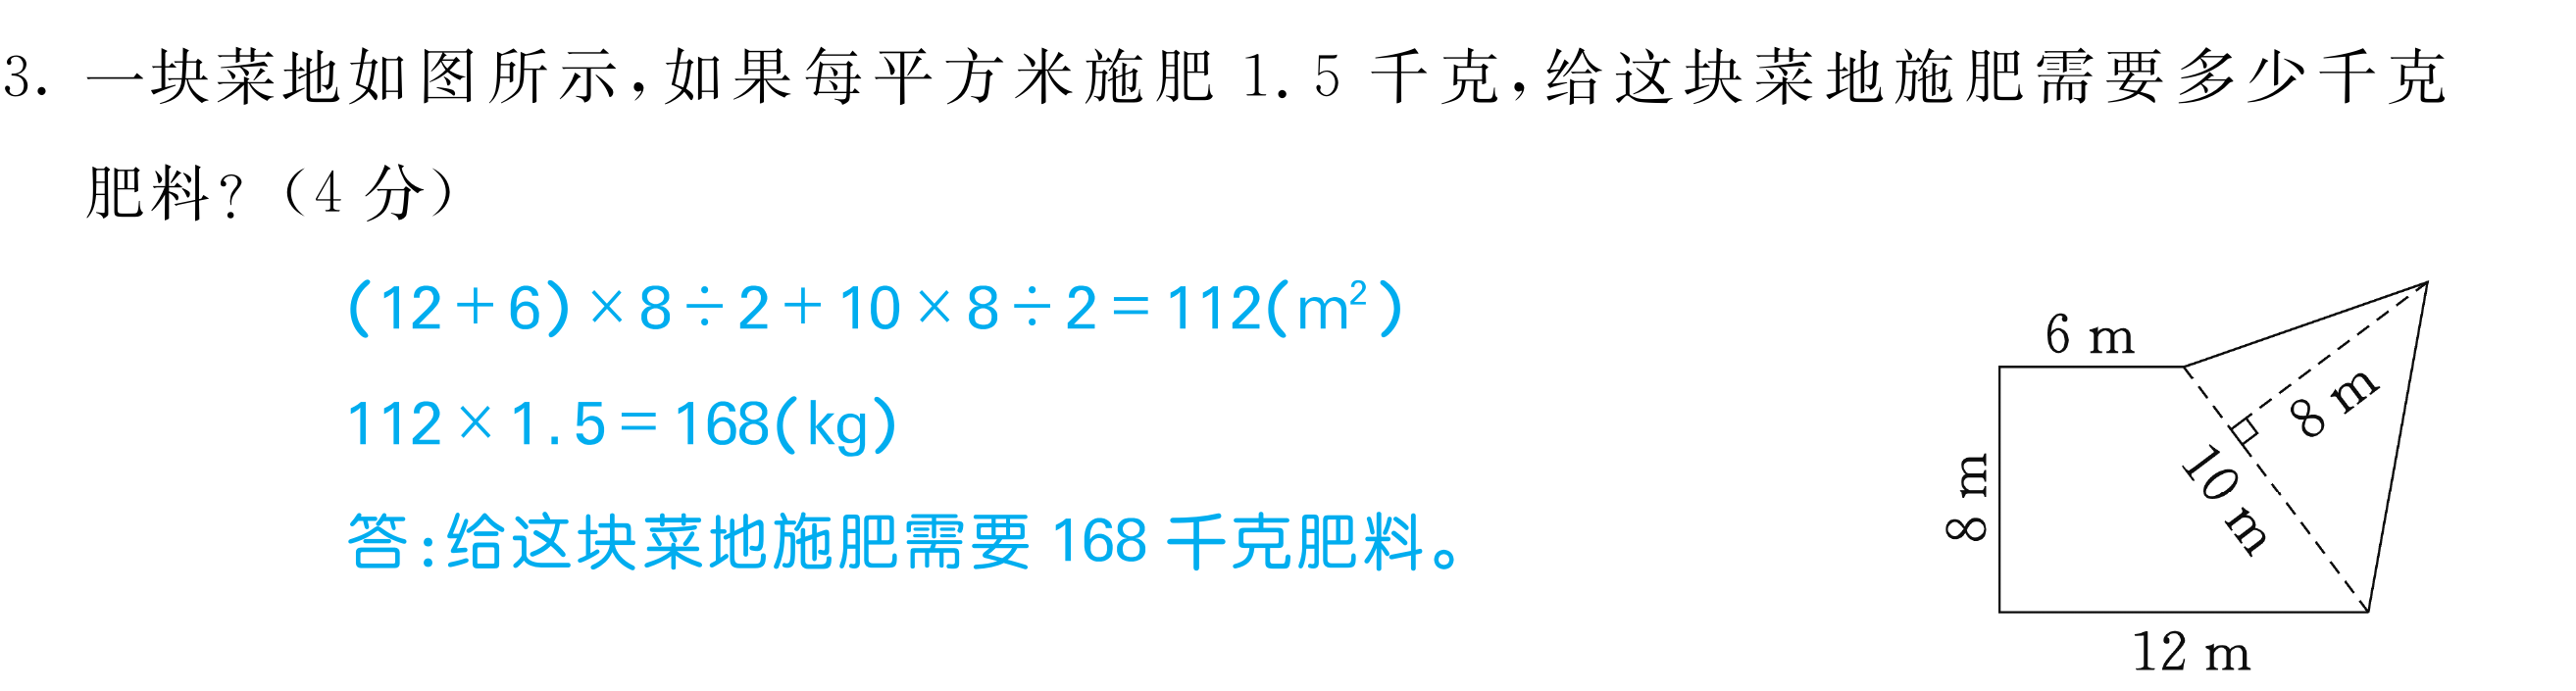 3. 一块菜地如图所示,如果每平方米施肥 1.5 千克,给这块菜地施肥需要多少千克
肥料?(4 分)
(12+6)×8÷2+10×8÷2=112(m²)
112×1.5=168(kg)
答:给这块菜地施肥需要 168 千克肥料。
6 m
8 m
8 m
10 m
12 m